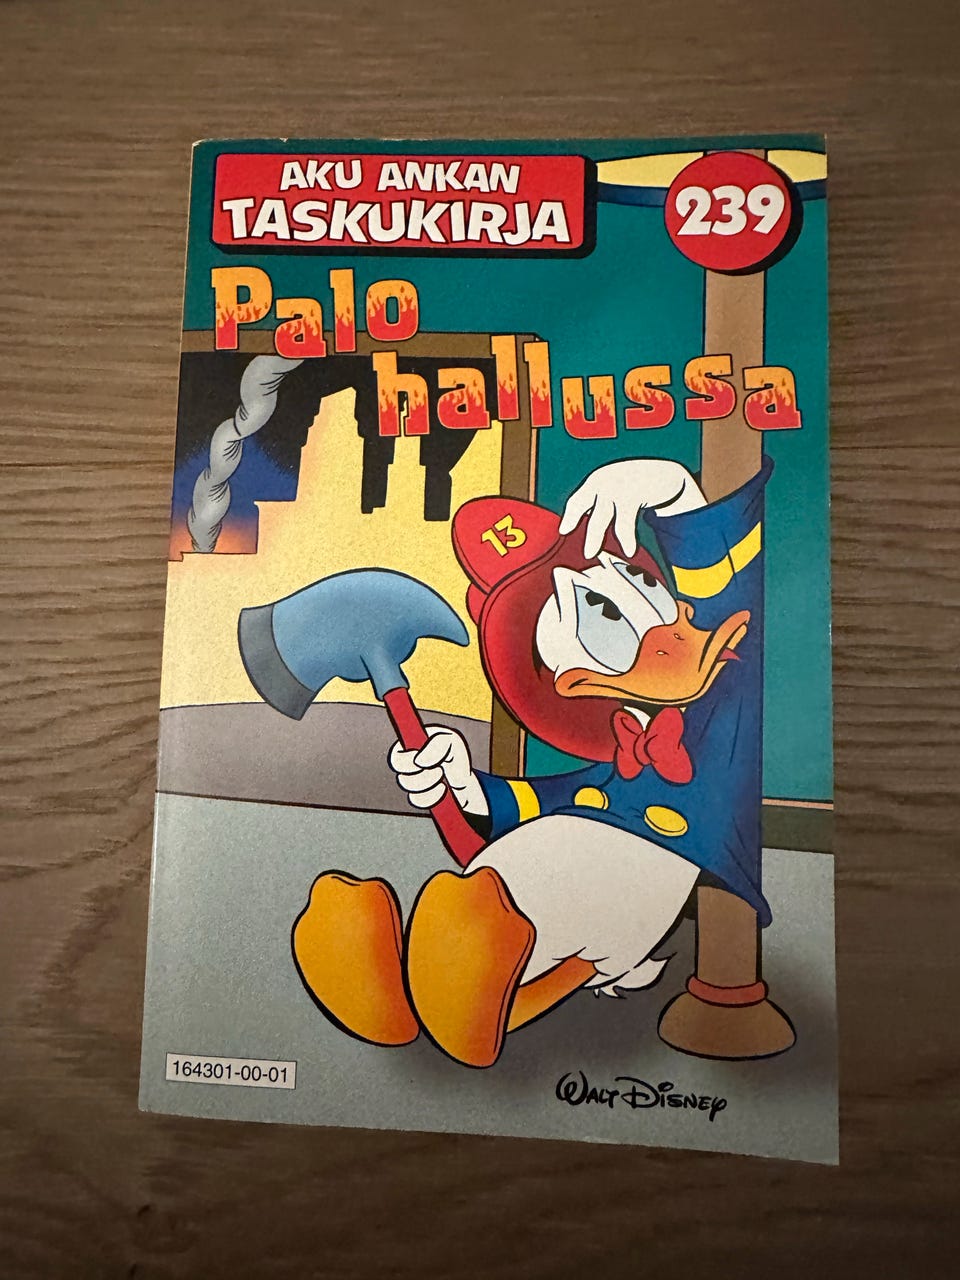 AKU ANKAN
TASKUKIRJA
239
Palo
hallussa
13
164301-00-01
WALT DISNEY